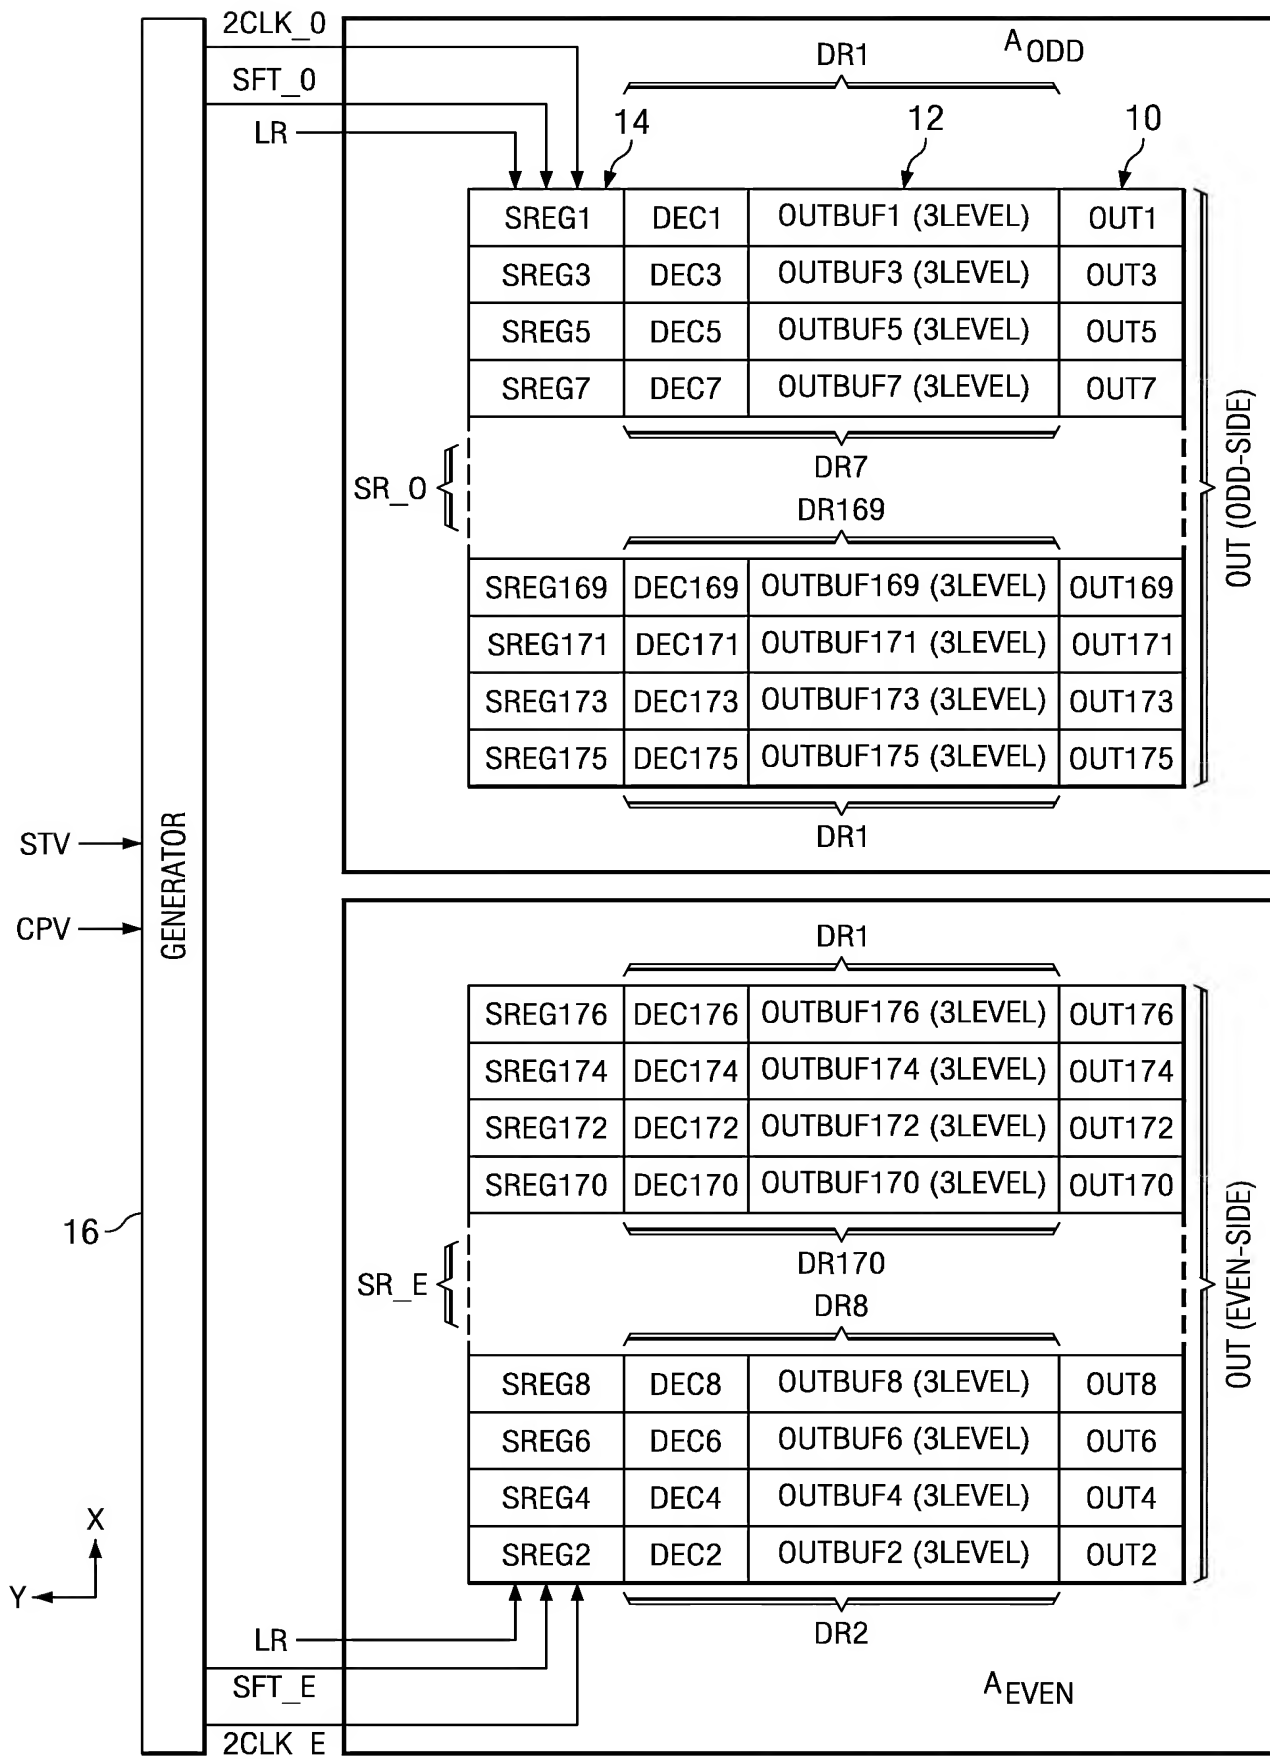 2CLK_0
SFT_0
LR
DR1
A ODD
14
12
10
SREG1 DEC1 OUTBUF1 (3LEVEL) OUT1
SREG3 DEC3 OUTBUF3 (3LEVEL) OUT3
SREG5 DEC5 OUTBUF5 (3LEVEL) OUT5
SREG7 DEC7 OUTBUF7 (3LEVEL) OUT7
DR7
SR_O
DR169
OUT (ODD-SIDE)
SREG169 DEC169 OUTBUF169 (3LEVEL) OUT169
SREG171 DEC171 OUTBUF171 (3LEVEL) OUT171
SREG173 DEC173 OUTBUF173 (3LEVEL) OUT173
SREG175 DEC175 OUTBUF175 (3LEVEL) OUT175
DR1
STV
CPV
GENERATOR
16
DR1
SREG176 DEC176 OUTBUF176 (3LEVEL) OUT176
SREG174 DEC174 OUTBUF174 (3LEVEL) OUT174
SREG172 DEC172 OUTBUF172 (3LEVEL) OUT172
SREG170 DEC170 OUTBUF170 (3LEVEL) OUT170
DR170
SR_E
DR8
OUT (EVEN-SIDE)
SREG8 DEC8 OUTBUF8 (3LEVEL) OUT8
SREG6 DEC6 OUTBUF6 (3LEVEL) OUT6
SREG4 DEC4 OUTBUF4 (3LEVEL) OUT4
SREG2 DEC2 OUTBUF2 (3LEVEL) OUT2
DR2
X
Y
LR
SFT_E
2CLK E
A EVEN